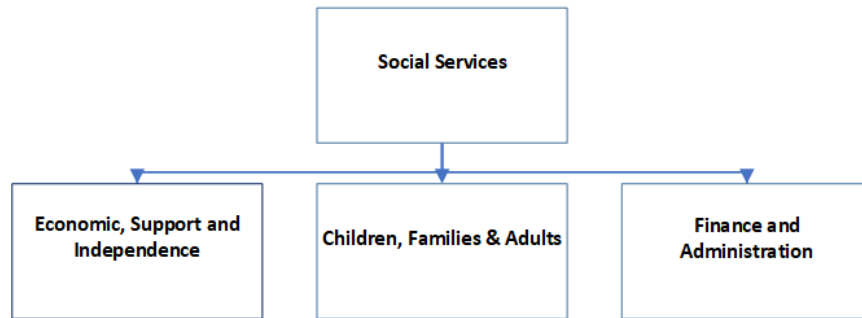 Social Services
Economic, Support and
Independence
Children, Families & Adults
Finance and
Administration